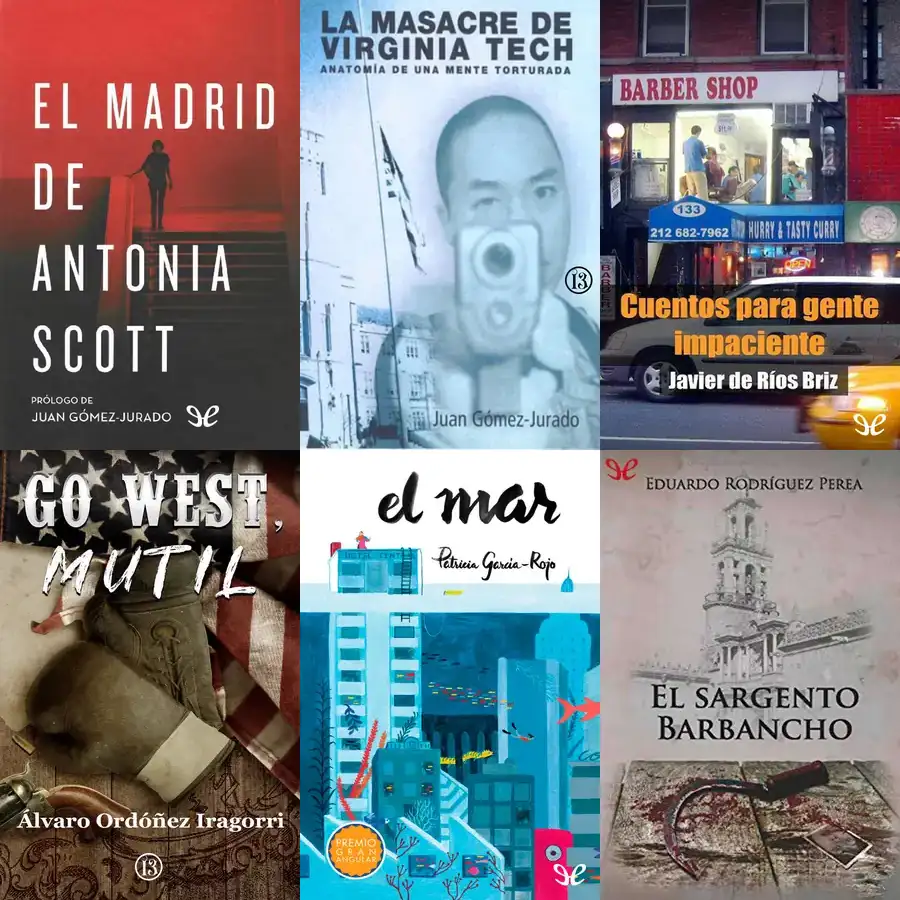 EL MADRID
DE
ANTONIA
SCOTT
PRÓLOGO DE
JUAN GÓMEZ-JURADO
LA MASACRE DE
VIRGINIA TECH
ANATOMÍA DE UNA MENTE TORTURADA
13
Juan Gómez-Jurado
BARBER SHOP
133
212 682-7962
HURRY & TASTY CURRY
OPEN
BARBER
Cuentos para gente
impaciente
Javier de Ríos Briz
GO WEST,
MUTIL
Álvaro Ordóñez Iragorri
13
el mar
Patricia García-Rojo
PREMIO
GRAN
ANGULAR
EDUARDO RODRÍGUEZ PEREA
EL SARGENTO
BARBANCHO